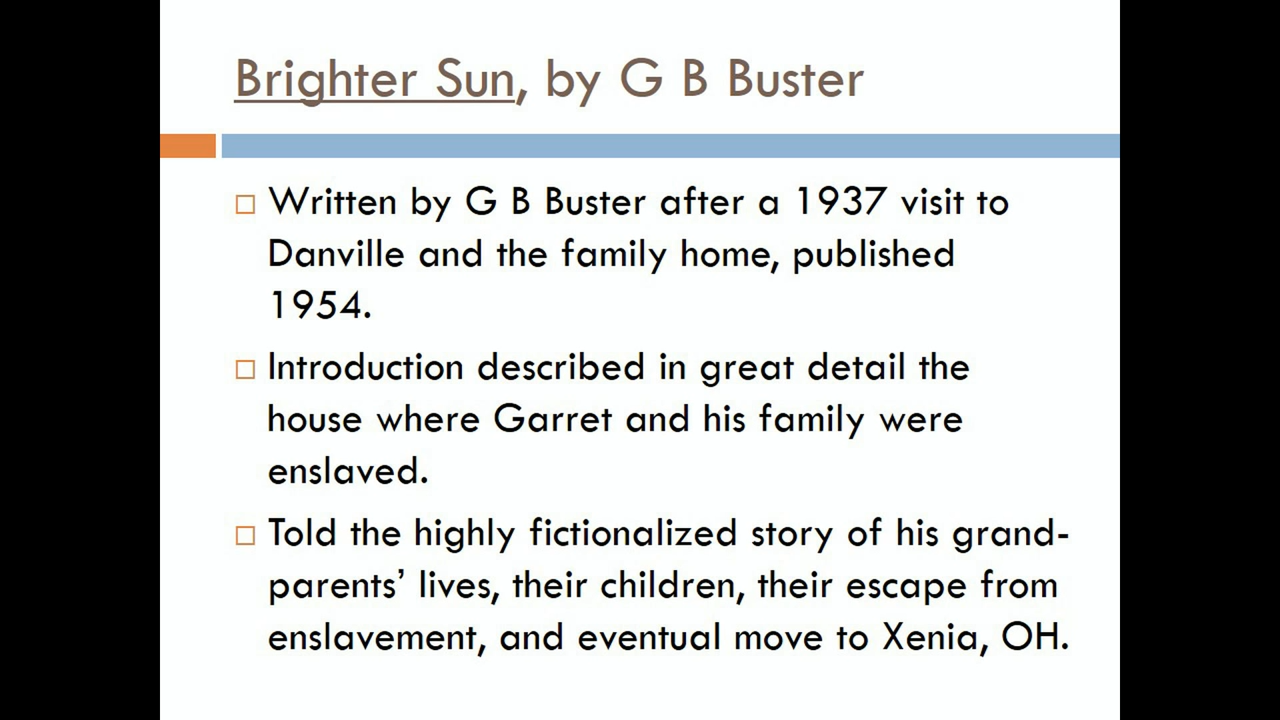 Brighter Sun, by G B Buster
Written by G B Buster after a 1937 visit to
Danville and the family home, published
1954.
Introduction described in great detail the
house where Garret and his family were
enslaved.
Told the highly fictionalized story of his grand-
parents’ lives, their children, their escape from
enslavement, and eventual move to Xenia, OH.